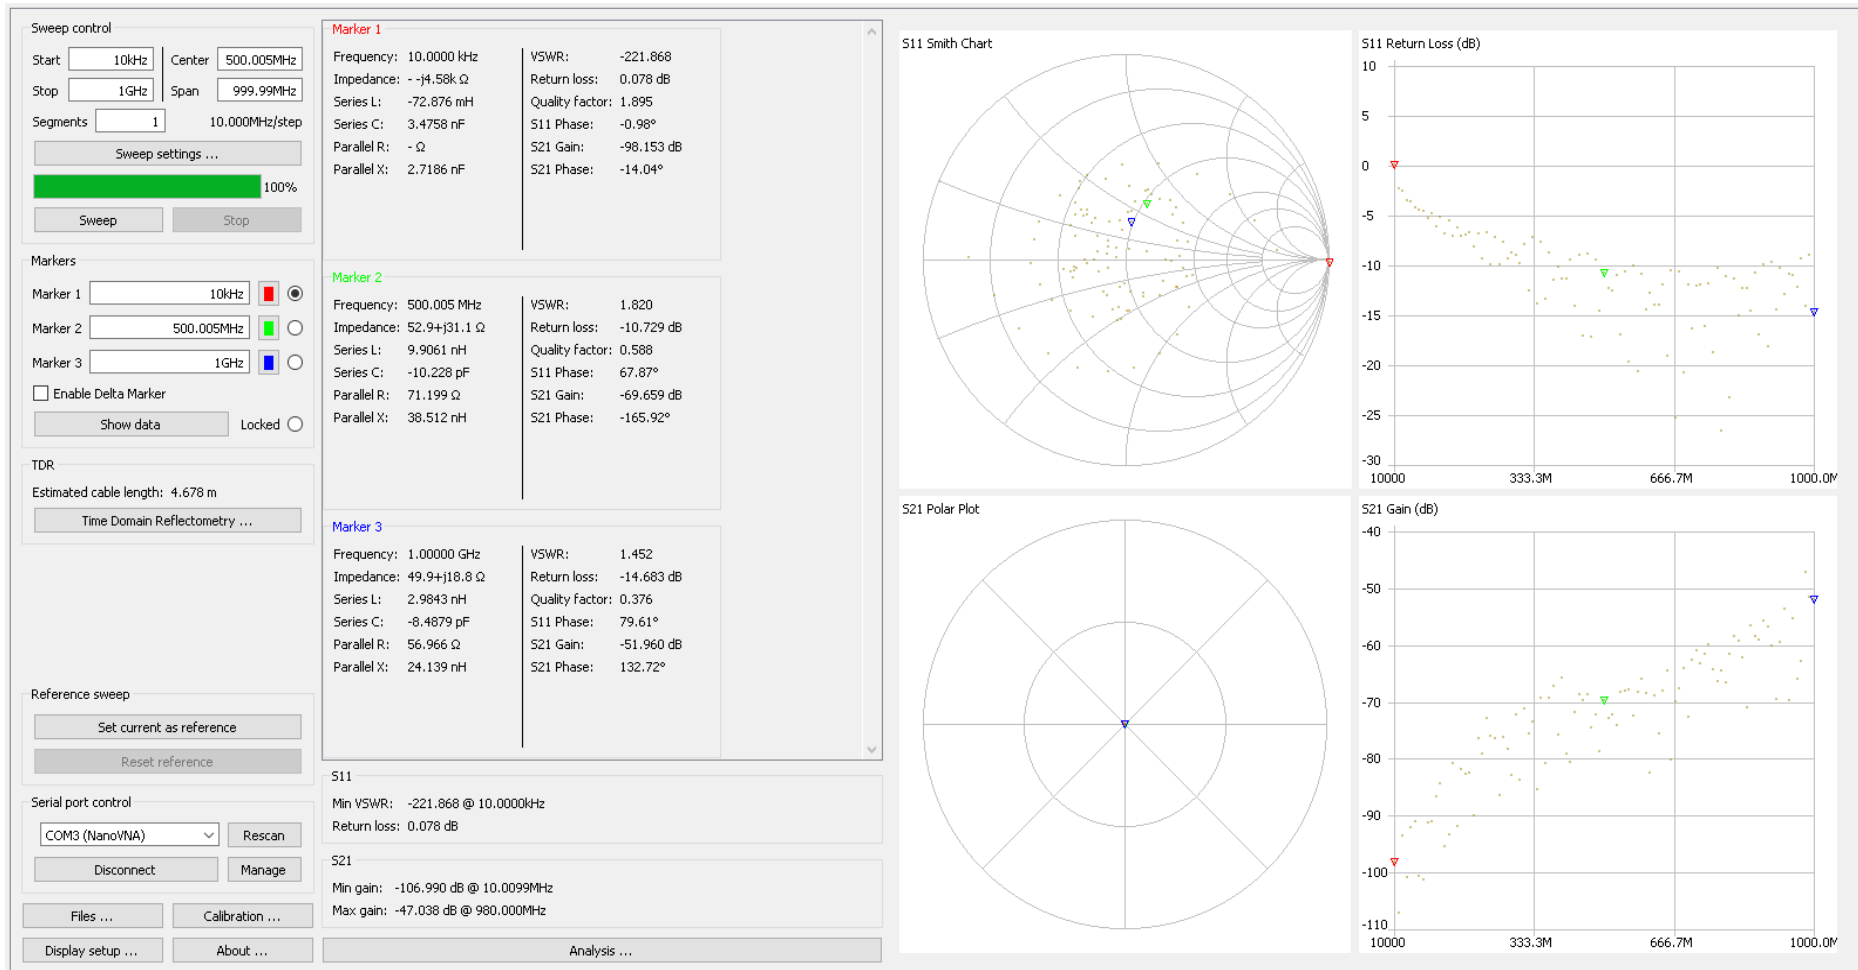 Sweep control
Start 10kHz Center 500.005MHz
Stop 1GHz Span 999.99MHz
Segments 1 10.000MHz/step
Sweep settings ...
100%
Sweep Stop
Markers
Marker 1 10kHz
Marker 2 500.005MHz
Marker 3 1GHz
Enable Delta Marker
Show data Locked
TDR
Estimated cable length: 4.678 m
Time Domain Reflectometry ...
Reference sweep
Set current as reference
Reset reference
Serial port control
COM3 (NanoVNA) Rescan
Disconnect Manage
Files ... Calibration ...
Display setup ... About ...
Marker 1
Frequency: 10.0000 kHz VSWR: -221.868
Impedance: - -j4.58k Ω Return loss: 0.078 dB
Series L: -72.876 mH Quality factor: 1.895
Series C: 3.4758 nF S11 Phase: -0.98°
Parallel R: - Ω S21 Gain: -98.153 dB
Parallel X: 2.7186 nF S21 Phase: -14.04°
Marker 2
Frequency: 500.005 MHz VSWR: 1.820
Impedance: 52.9+j31.1 Ω Return loss: -10.729 dB
Series L: 9.9061 nH Quality factor: 0.588
Series C: -10.228 pF S11 Phase: 67.87°
Parallel R: 71.199 Ω S21 Gain: -69.659 dB
Parallel X: 38.512 nH S21 Phase: -165.92°
Marker 3
Frequency: 1.00000 GHz VSWR: 1.452
Impedance: 49.9+j18.8 Ω Return loss: -14.683 dB
Series L: 2.9843 nH Quality factor: 0.376
Series C: -8.4879 pF S11 Phase: 79.61°
Parallel R: 56.966 Ω S21 Gain: -51.960 dB
Parallel X: 24.139 nH S21 Phase: 132.72°
S11
Min VSWR: -221.868 @ 10.0000kHz
Return loss: 0.078 dB
S21
Min gain: -106.990 dB @ 10.0099MHz
Max gain: -47.038 dB @ 980.000MHz
Analysis ...
S11 Smith Chart
S11 Return Loss (dB)
10
5
0
-5
-10
-15
-20
-25
-30
10000 333.3M 666.7M 1000.0M
S21 Polar Plot
S21 Gain (dB)
-40
-50
-60
-70
-80
-90
-100
-110
10000 333.3M 666.7M 1000.0M